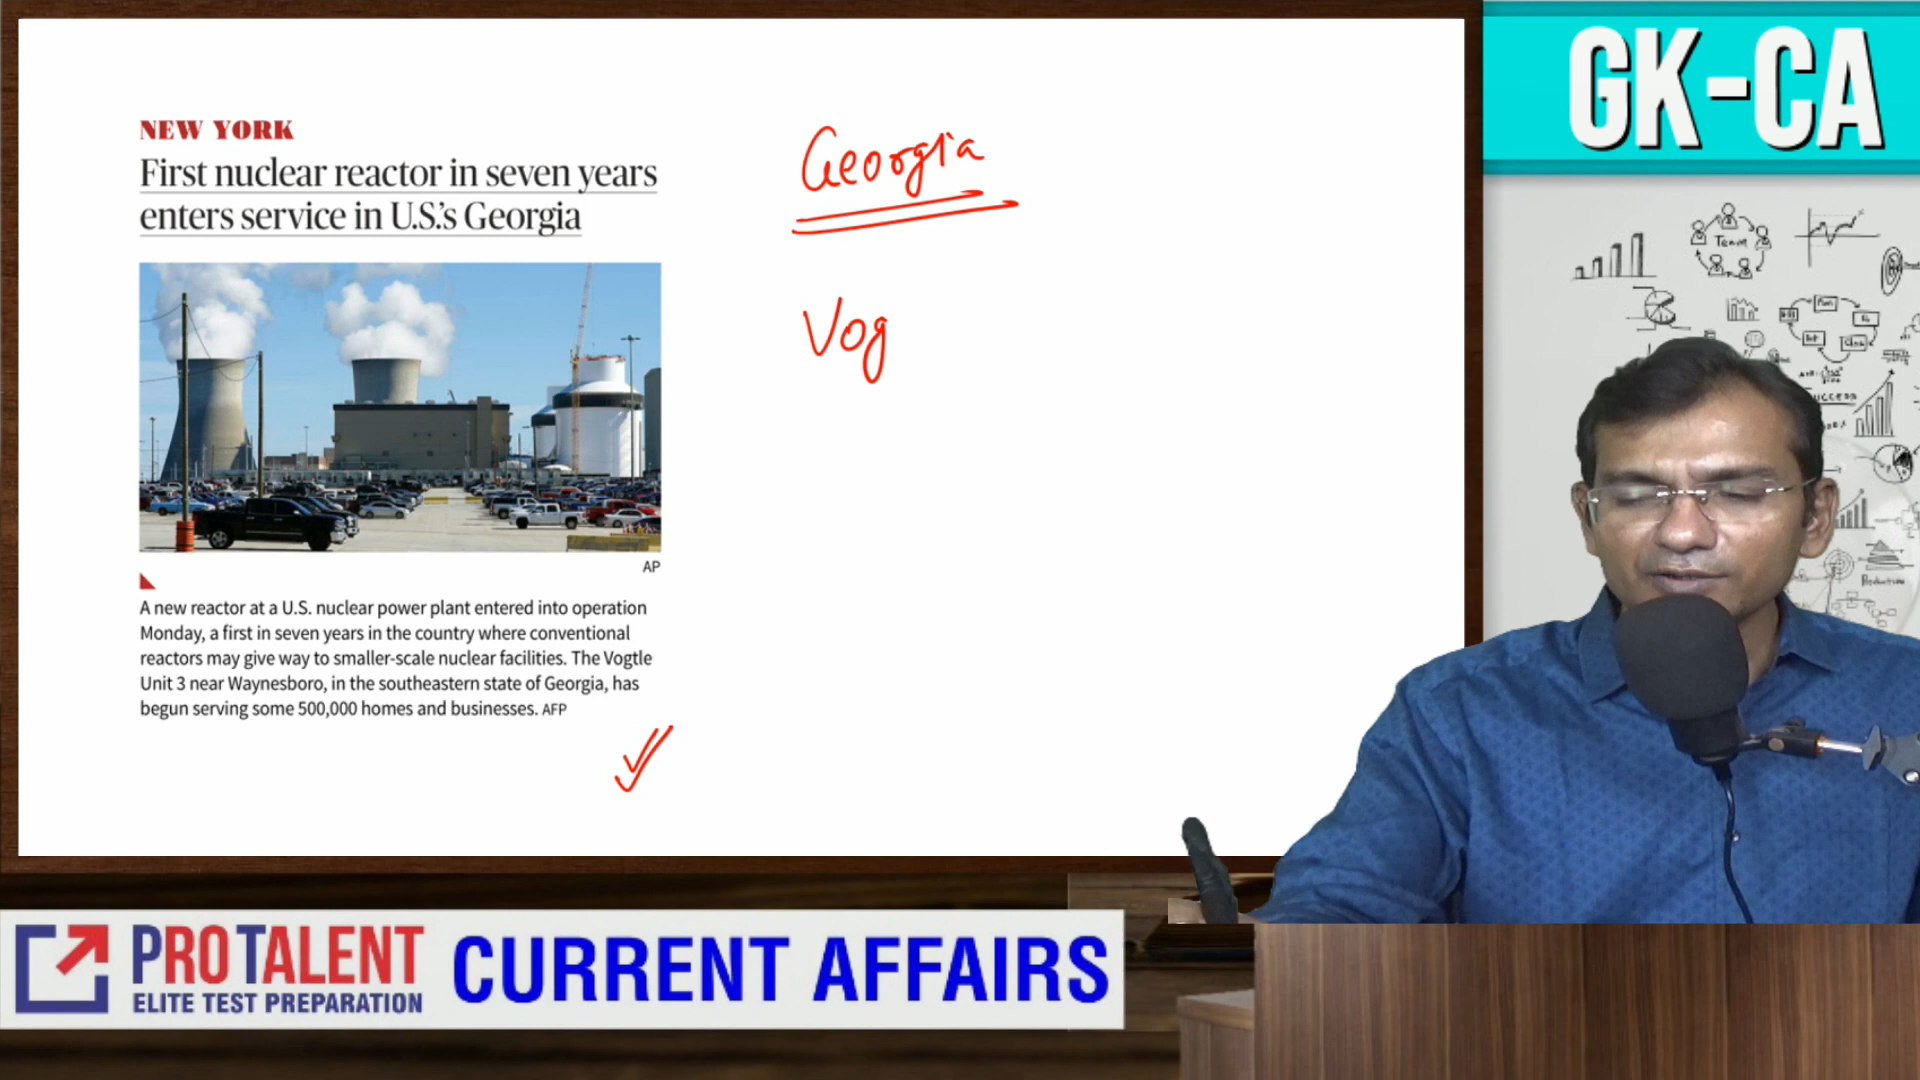 GK-CA
NEW YORK
First nuclear reactor in seven years
enters service in U.S.'s Georgia
Georgia
Vog
AP
A new reactor at a U.S. nuclear power plant entered into operation
Monday, a first in seven years in the country where conventional
reactors may give way to smaller-scale nuclear facilities. The Vogtle
Unit 3 near Waynesboro, in the southeastern state of Georgia, has
begun serving some 500,000 homes and businesses. AFP
Team
Production
PROTALENT
ELITE TEST PREPARATION
CURRENT AFFAIRS